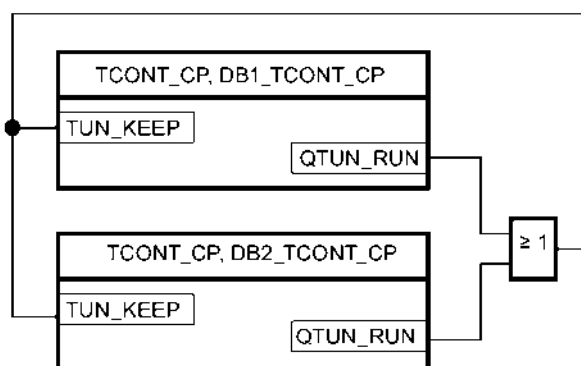 TCONT_CP, DB1_TCONT_CP
TUN_KEEP
QTUN_RUN
≥ 1
TCONT_CP, DB2_TCONT_CP
TUN_KEEP
QTUN_RUN